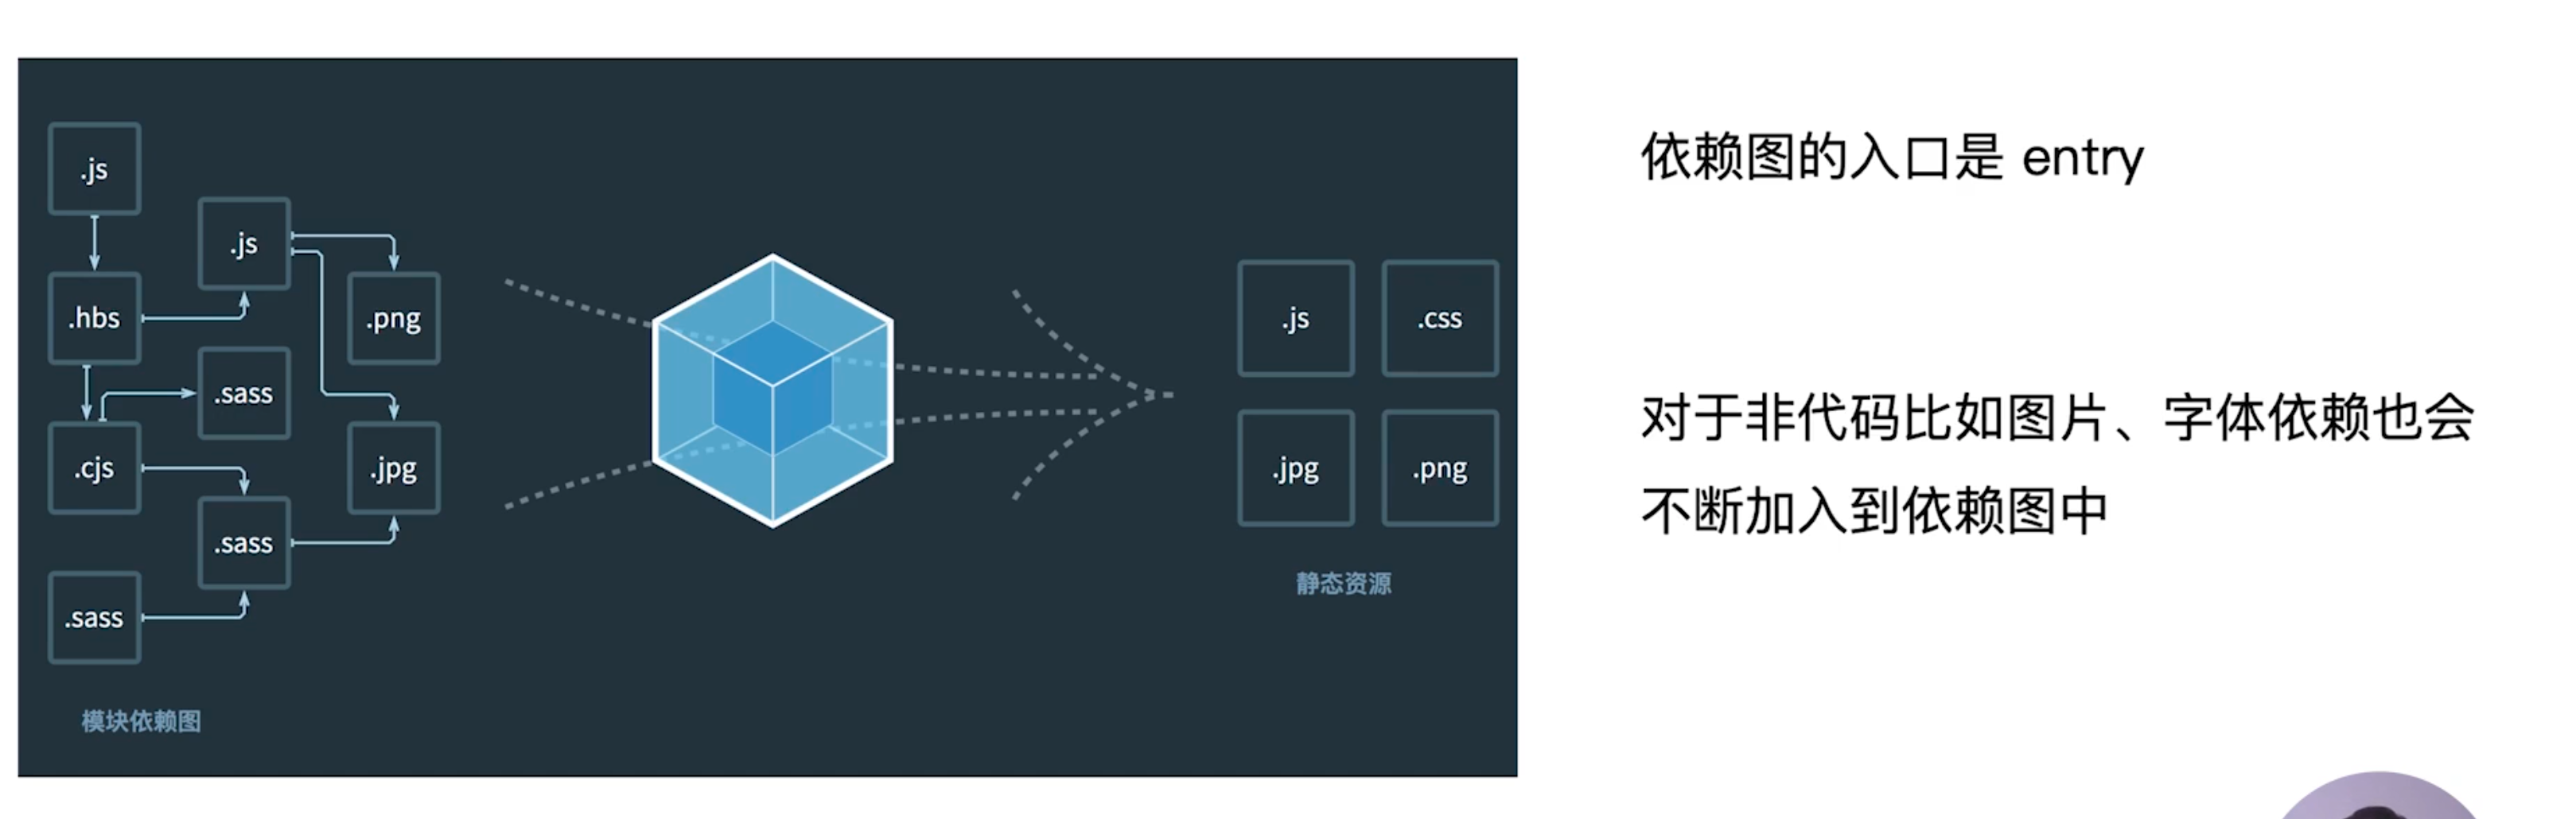 .js
.js
.hbs
.png
.sass
.cjs
.jpg
.sass
.sass
模块依赖图
.js
.css
.jpg
.png
静态资源
依赖图的入口是 entry
对于非代码比如图片、字体依赖也会
不断加入到依赖图中